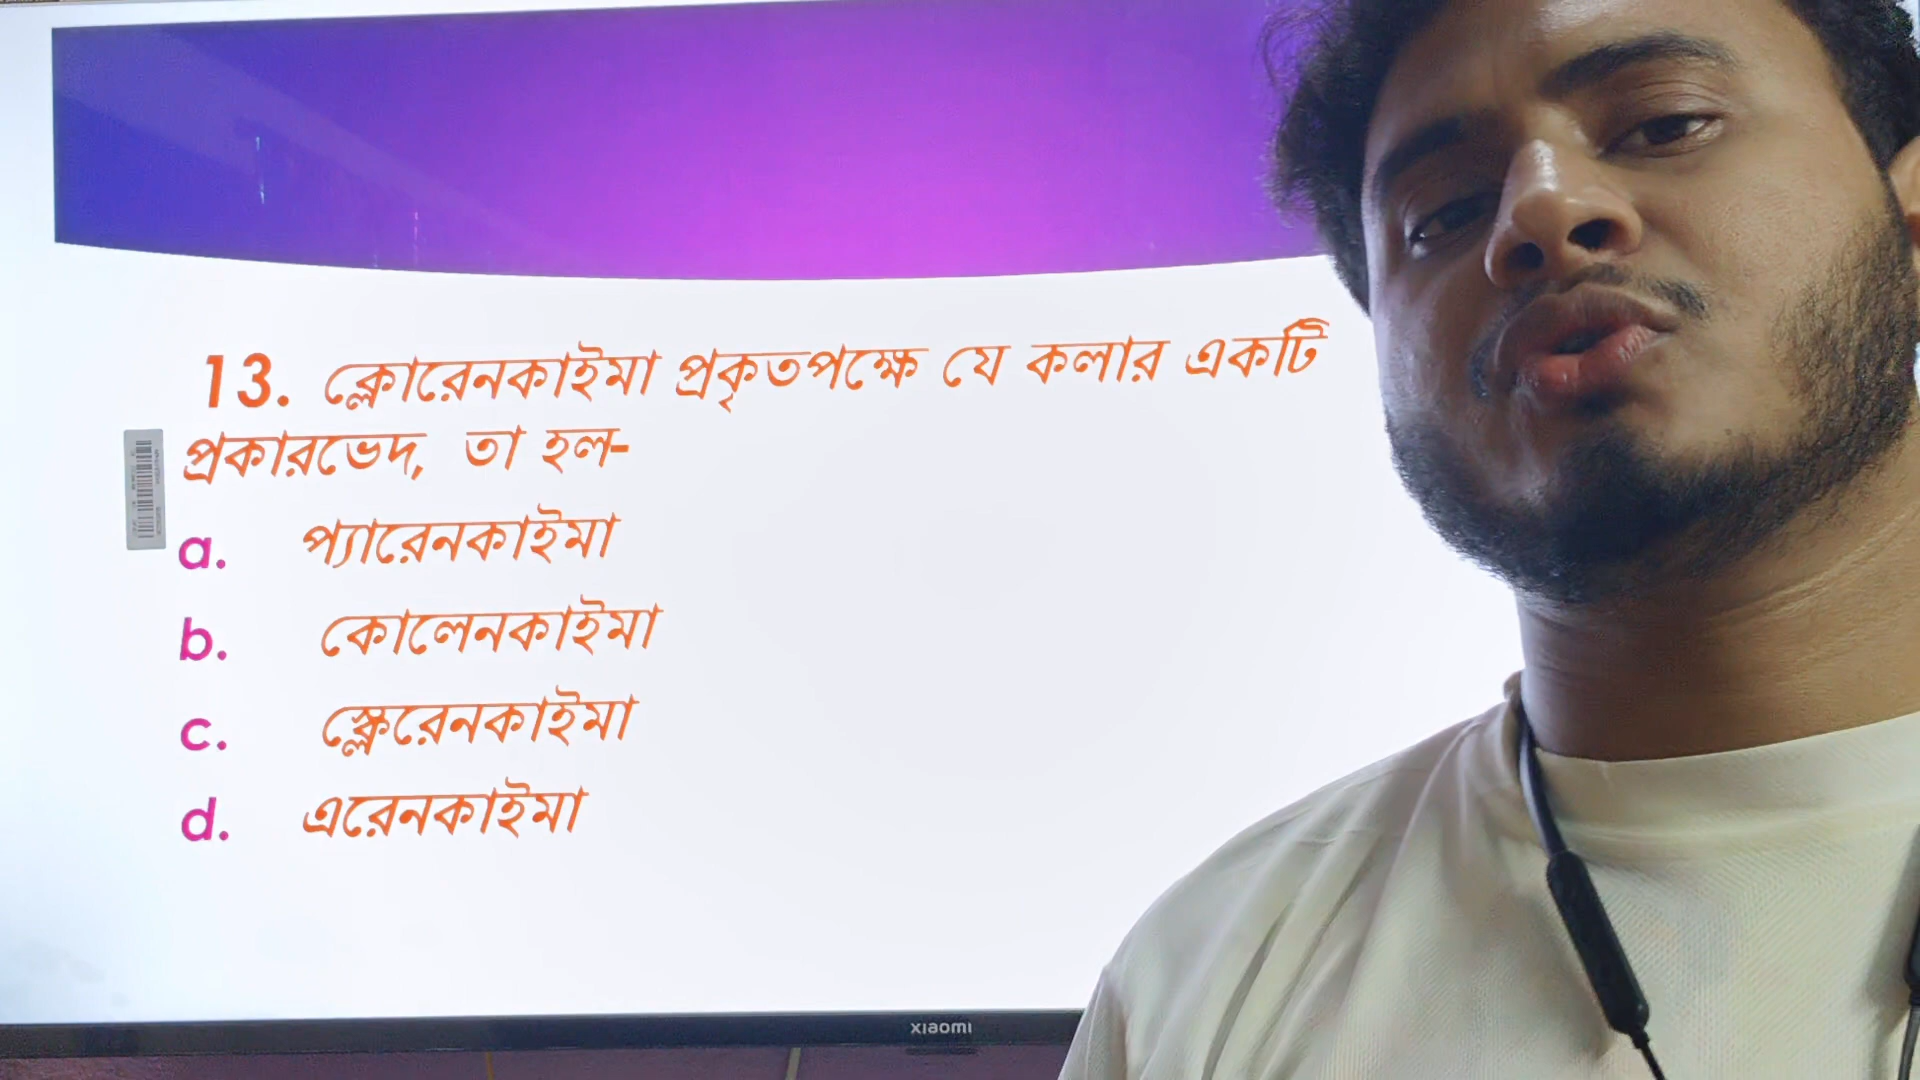 13. ক্লোরেনকাইমা প্রকৃতপক্ষে যে কলার একটি
প্রকারভেদ, তা হল-
a. প্যারেনকাইমা
b. কোলেনকাইমা
c. স্ক্লেরেনকাইমা
d. এরেনকাইমা
xiaomi